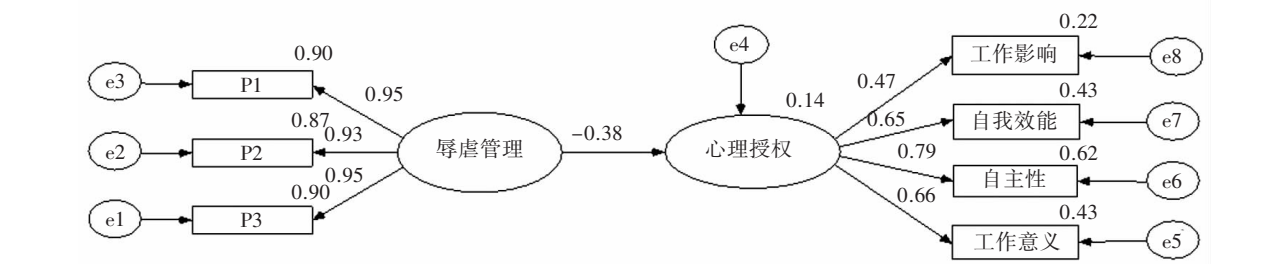 0.22
e4
工作影响
e8
0.90
e3
P1
0.95
0.47
0.43
0.14
自我效能
e7
0.87
0.93
-0.38
0.65
e2
P2
辱虐管理
心理授权
0.62
0.79
自主性
e6
0.95
0.90
0.66
e1
P3
0.43
工作意义
e5